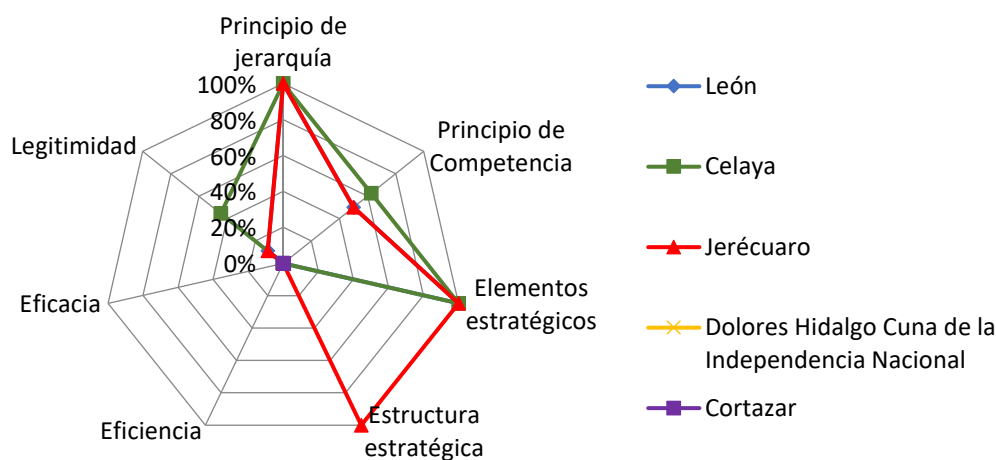 Principio de
jerarquía
100%
80%
60%
40%
20%
0%
Principio de
Competencia
Elementos
estratégicos
Estructura
estratégica
Eficiencia
Eficacia
Legitimidad
León
Celaya
Jerécuaro
Dolores Hidalgo Cuna de la
Independencia Nacional
Cortazar